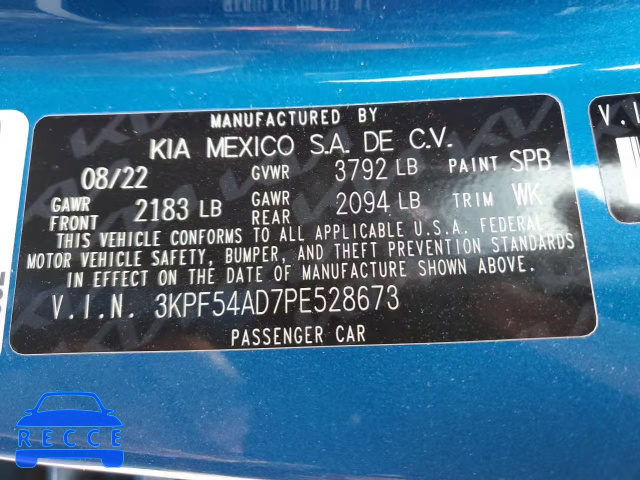 MANUFACTURED BY
KIA MEXICO S.A. DE C.V.
08/22 GVWR 3792 LB PAINT SPB
GAWR FRONT 2183 LB GAWR REAR 2094 LB TRIM WK
THIS VEHICLE CONFORMS TO ALL APPLICABLE U.S.A. FEDERAL
MOTOR VEHICLE SAFETY, BUMPER, AND THEFT PREVENTION STANDARDS
IN EFFECT ON THE DATE OF MANUFACTURE SHOWN ABOVE.
V.I.N. 3KPF54AD7PE528673
PASSENGER CAR
V.I
RECCE